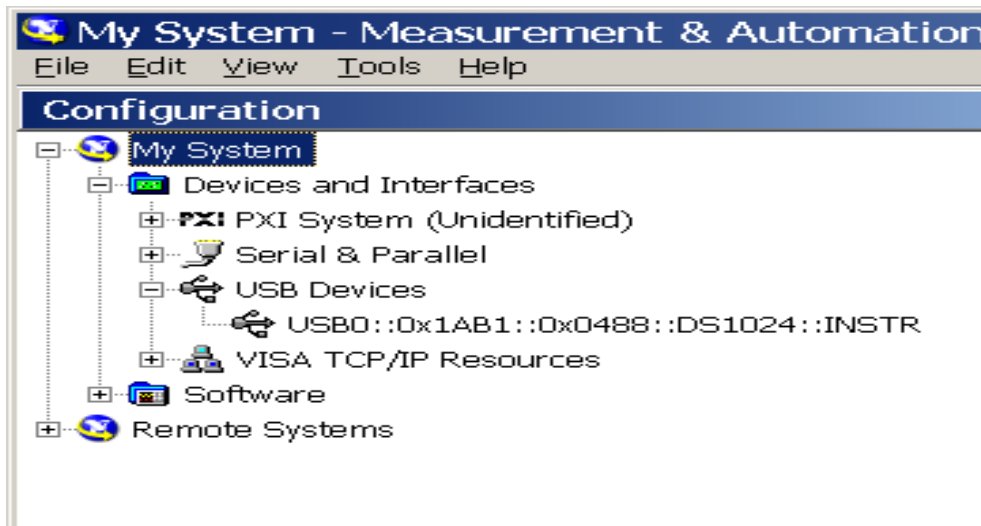 My System - Measurement & Automation
File Edit View Tools Help
Configuration
My System
Devices and Interfaces
PXI PXI System (Unidentified)
Serial & Parallel
USB Devices
USB0::0x1AB1::0x0488::DS1024::INSTR
VISA TCP/IP Resources
Software
Remote Systems